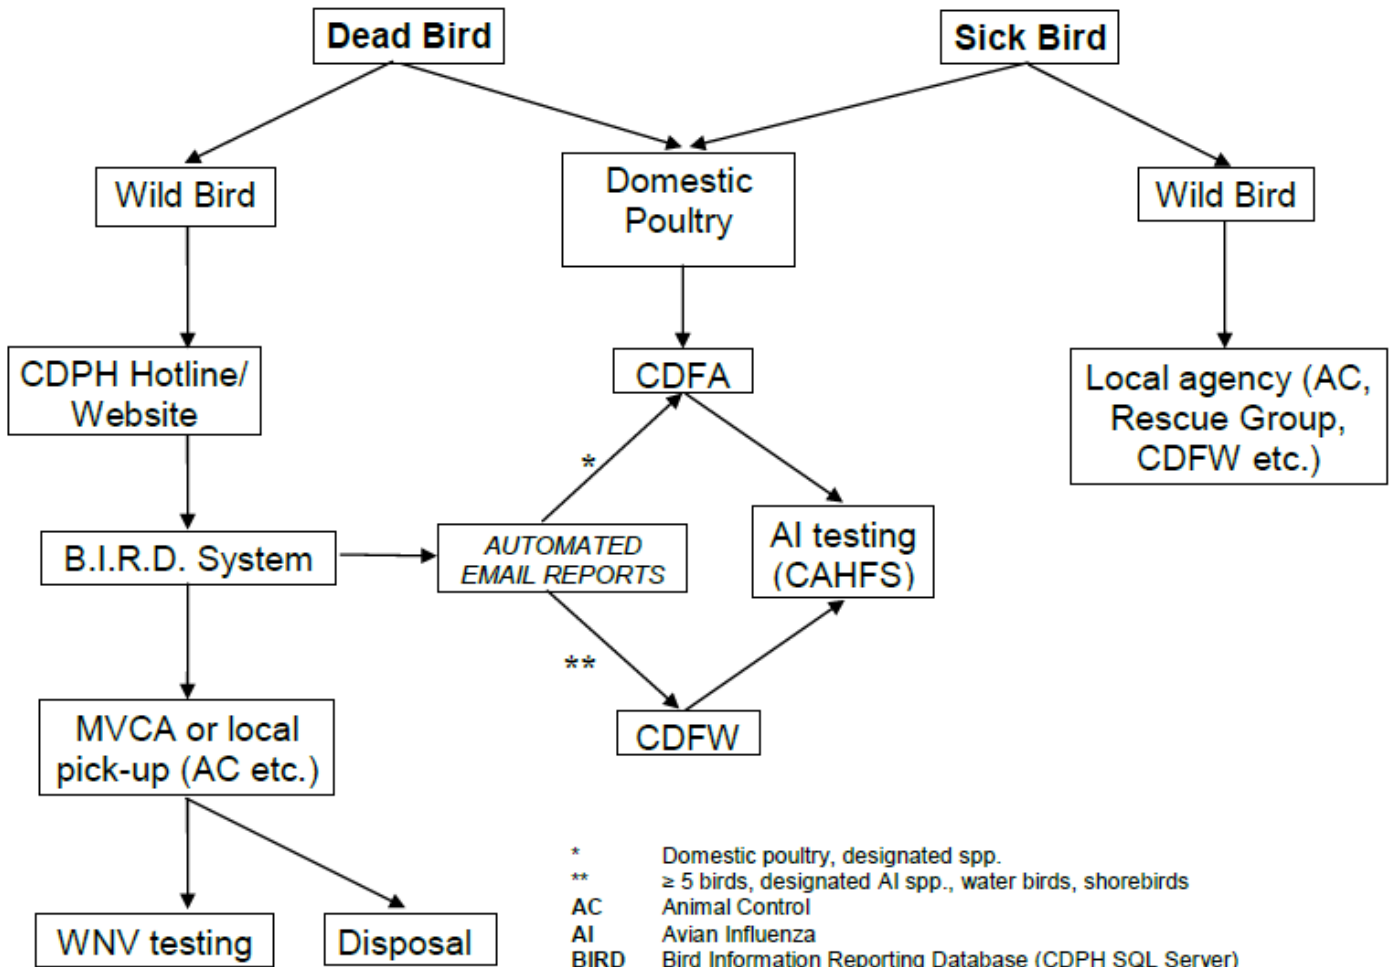 Dead Bird
Sick Bird
Wild Bird
Domestic
Poultry
Wild Bird
CDPH Hotline/
Website
CDFA
Local agency (AC,
Rescue Group,
CDFW etc.)
*
B.I.R.D. System
AUTOMATED
EMAIL REPORTS
AI testing
(CAHFS)
**
MVCA or local
pick-up (AC etc.)
CDFW
WNV testing
Disposal
* Domestic poultry, designated spp.
** ≥ 5 birds, designated AI spp., water birds, shorebirds
AC Animal Control
AI Avian Influenza
BIRD Bird Information Reporting Database (CDPH SQL Server)